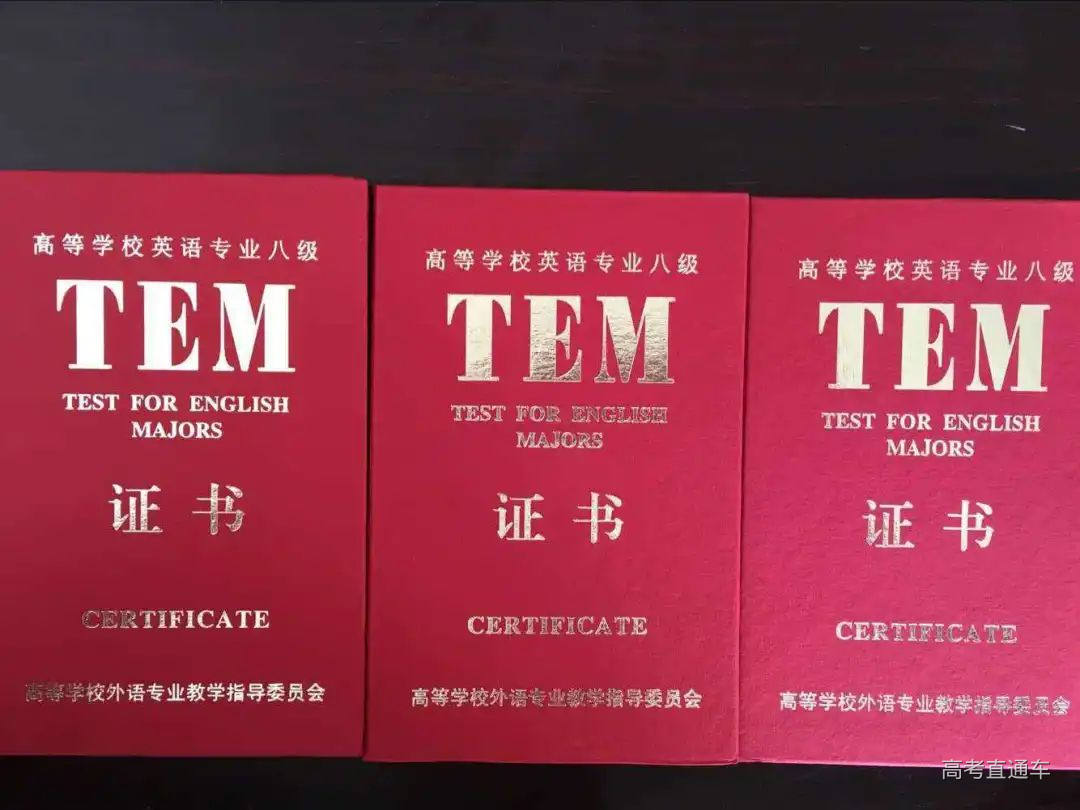 高等学校英语专业八级
TEM
TEST FOR ENGLISH
MAJORS
证书
CERTIFICATE
高等学校外语专业教学指导委员会
高等学校英语专业八级
TEM
TEST FOR ENGLISH
MAJORS
证书
CERTIFICATE
高等学校外语专业教学指导委员会
高等学校英语专业八级
TEM
TEST FOR ENGLISH
MAJORS
证书
CERTIFICATE
高等学校外语专业教学指导委员会
高考直通车